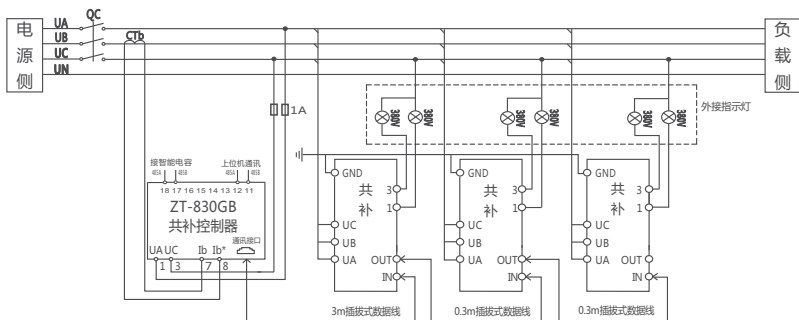 电源侧
UA
UB
UC
UN
QC
CTb
负载侧
1A
380V
380V
380V
380V
380V
380V
外接指示灯
接智能电容
上位机通讯
485A
485B
485A
485B
18 17 16 15 14 13 12 11
ZT-830GB
共补控制器
通讯接口
UA UC Ib Ib*
1 3 7 8
GND
共补
3
1
UC
UB
UA
OUT
IN
GND
共补
3
1
UC
UB
UA
OUT
IN
GND
共补
3
1
UC
UB
UA
OUT
IN
3m插拔式数据线
0.3m插拔式数据线
0.3m插拔式数据线